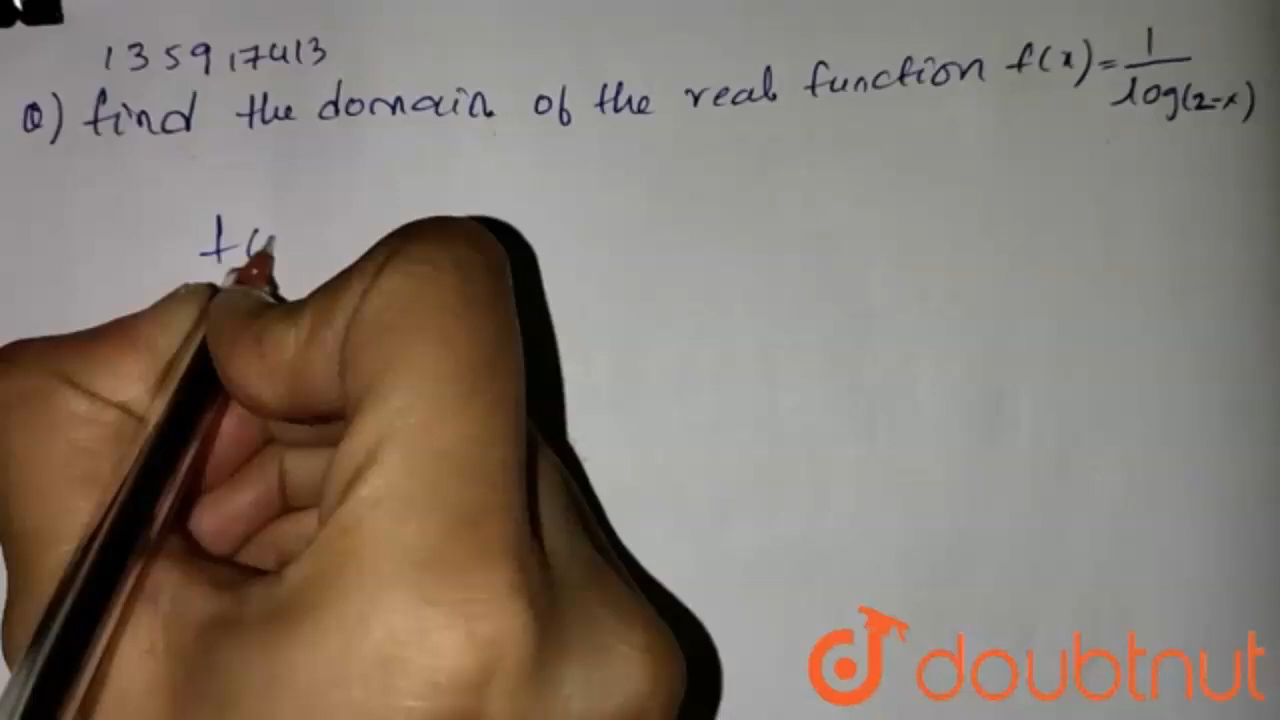 135917413
Q) find the domain of the real function f(x)=1/log(2-x)
f(
doubtnut